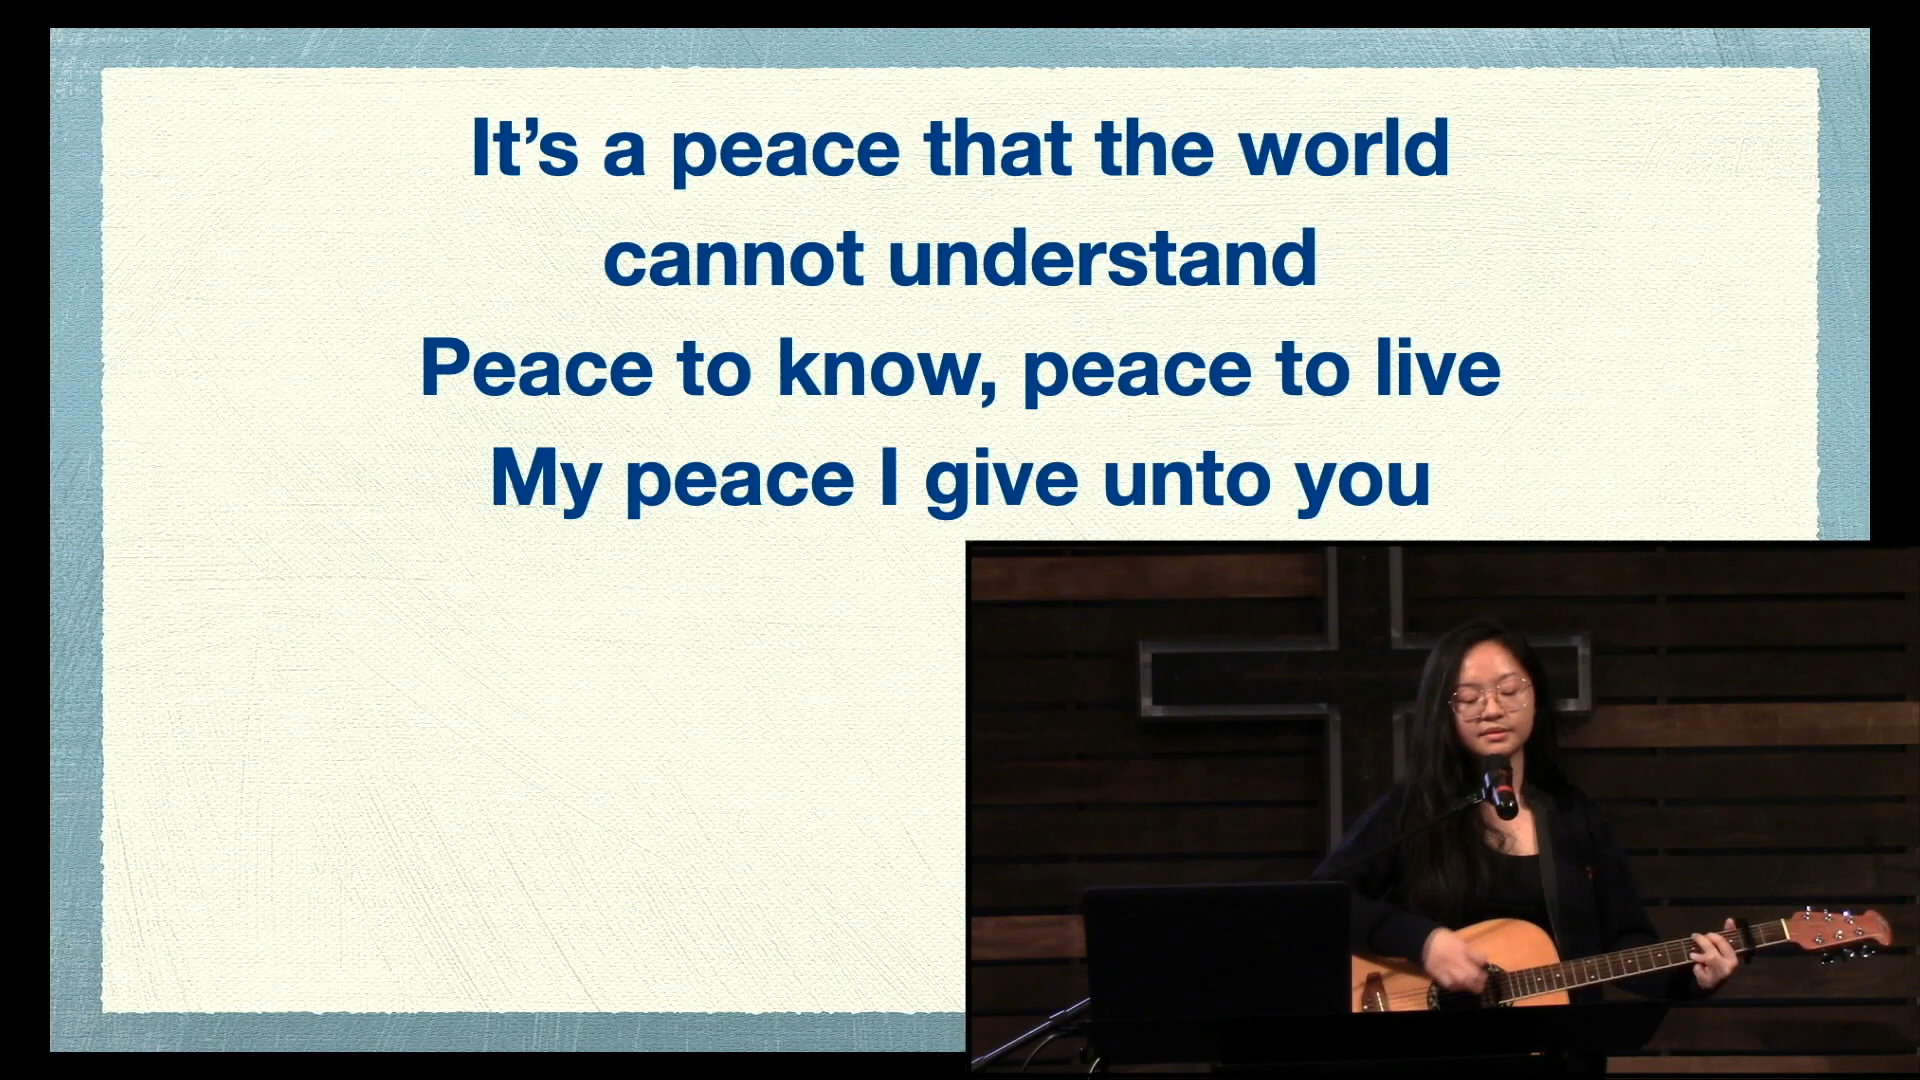 It’s a peace that the world
cannot understand
Peace to know, peace to live
My peace I give unto you